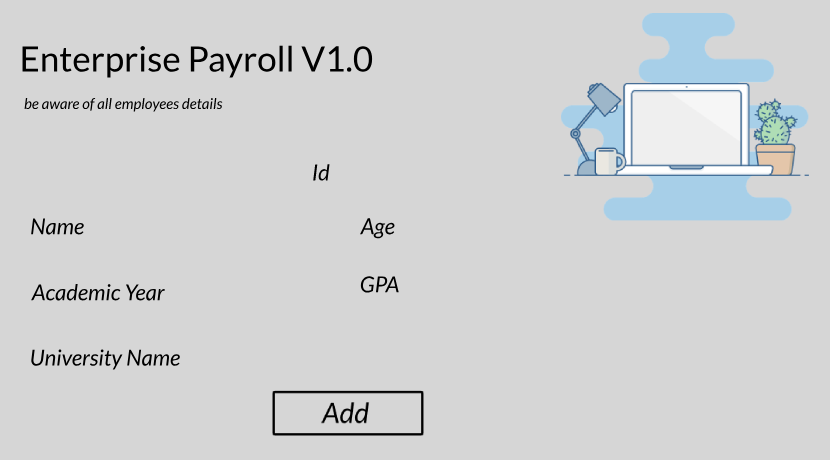 Enterprise Payroll V1.0
be aware of all employees details
Id
Name
Age
Academic Year
GPA
University Name
Add